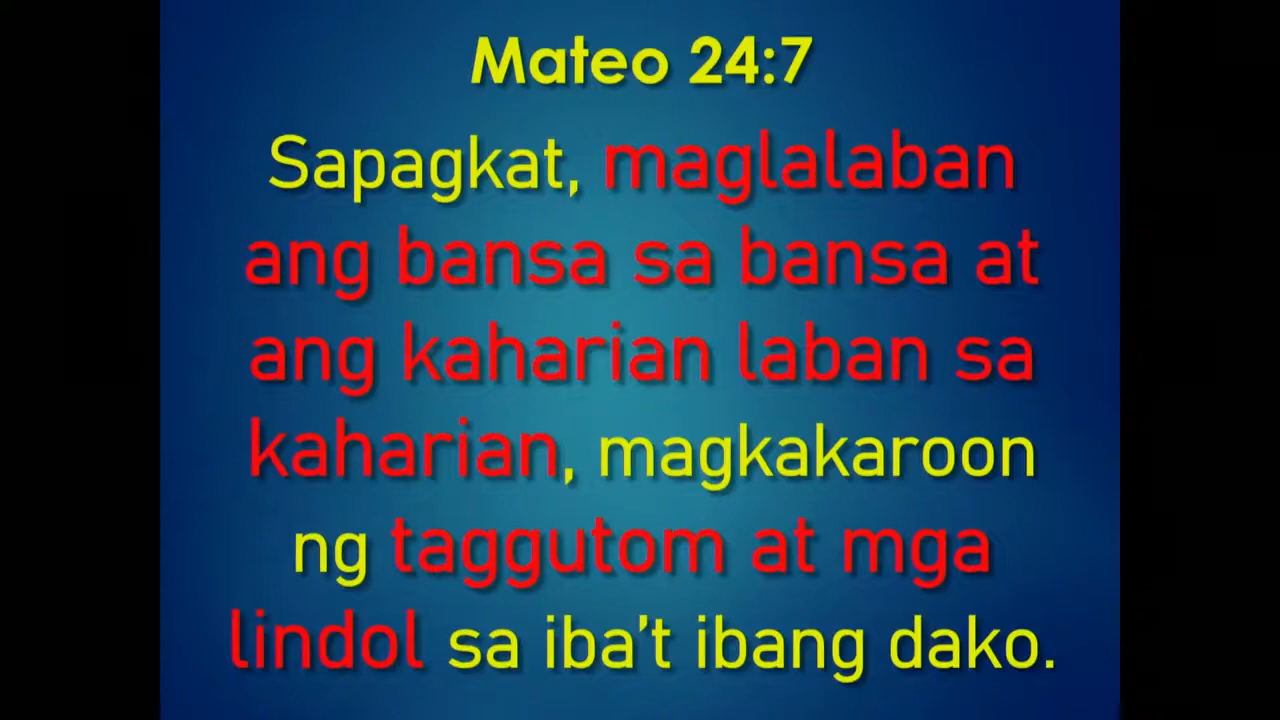 Mateo 24:7
Sapagkat, maglalaban
ang bansa sa bansa at
ang kaharian laban sa
kaharian, magkakaroon
ng taggutom at mga
lindol sa iba’t ibang dako.